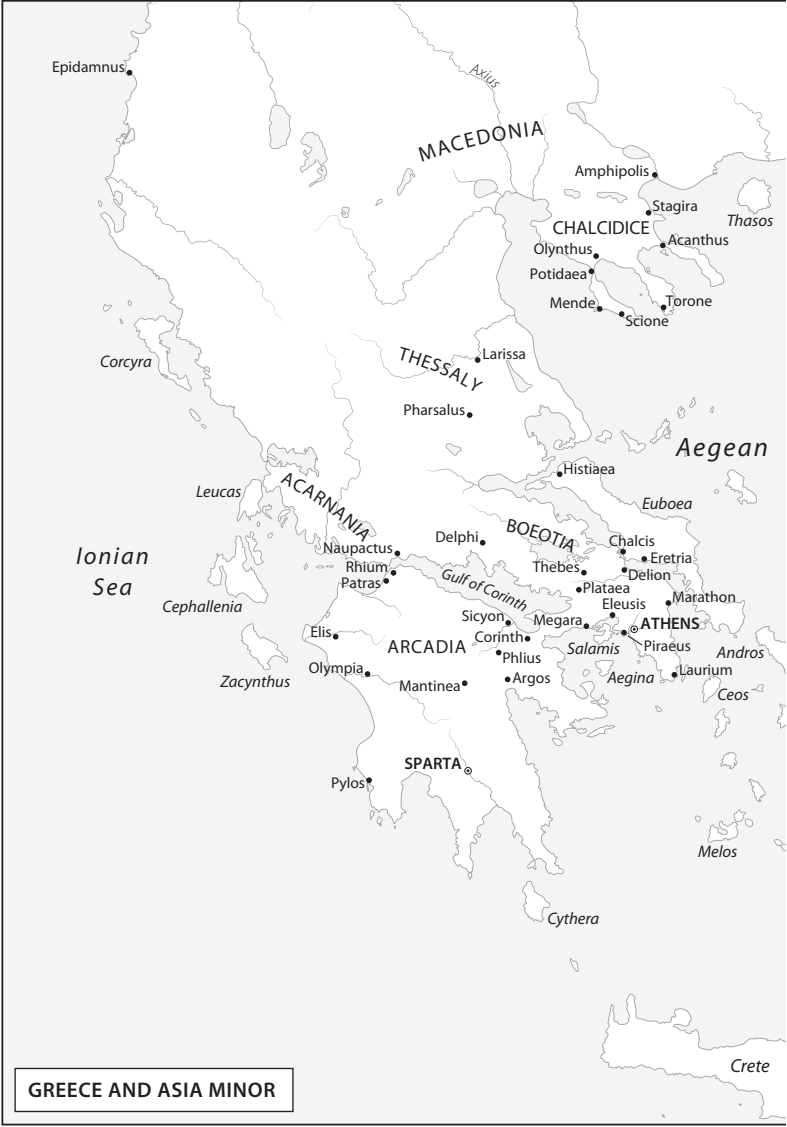 Epidamnus
Axius
MACEDONIA
Amphipolis
Stagira
Thasos
CHALCIDICE
Acanthus
Olynthus
Potidaea
Mende
Torone
Scione
Corcyra
THESSALY
Larissa
Pharsalus
Aegean
Histiaea
Leucas
ACARNANIA
Euboea
Delphi
BOEOTIA
Chalcis
Naupactus
Eretria
Ionian
Sea
Rhium
Thebes
Delion
Patras
Gulf of Corinth
Plataea
Marathon
Cephallenia
Eleusis
Sicyon
Megara
ATHENS
Elis
Corinth
ARCADIA
Salamis
Piraeus
Andros
Phlius
Olympia
Zacynthus
Mantinea
Argos
Aegina
Laurium
Ceos
SPARTA
Pylos
Melos
Cythera
Crete
GREECE AND ASIA MINOR